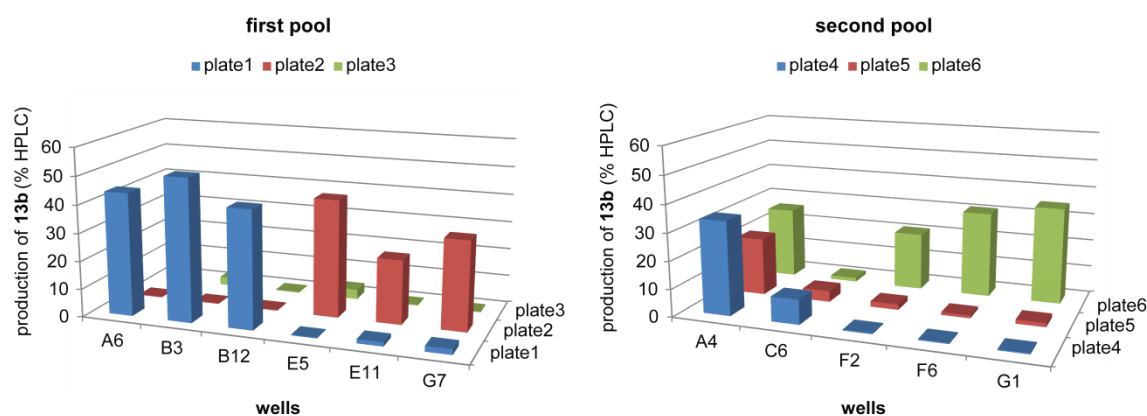 first pool
plate1 plate2 plate3
production of 13b (% HPLC)
60
50
40
30
20
10
0
A6
B3
B12
E5
E11
G7
plate3
plate2
plate1
wells
second pool
plate4 plate5 plate6
production of 13b (% HPLC)
60
50
40
30
20
10
0
A4
C6
F2
F6
G1
plate6
plate5
plate4
wells